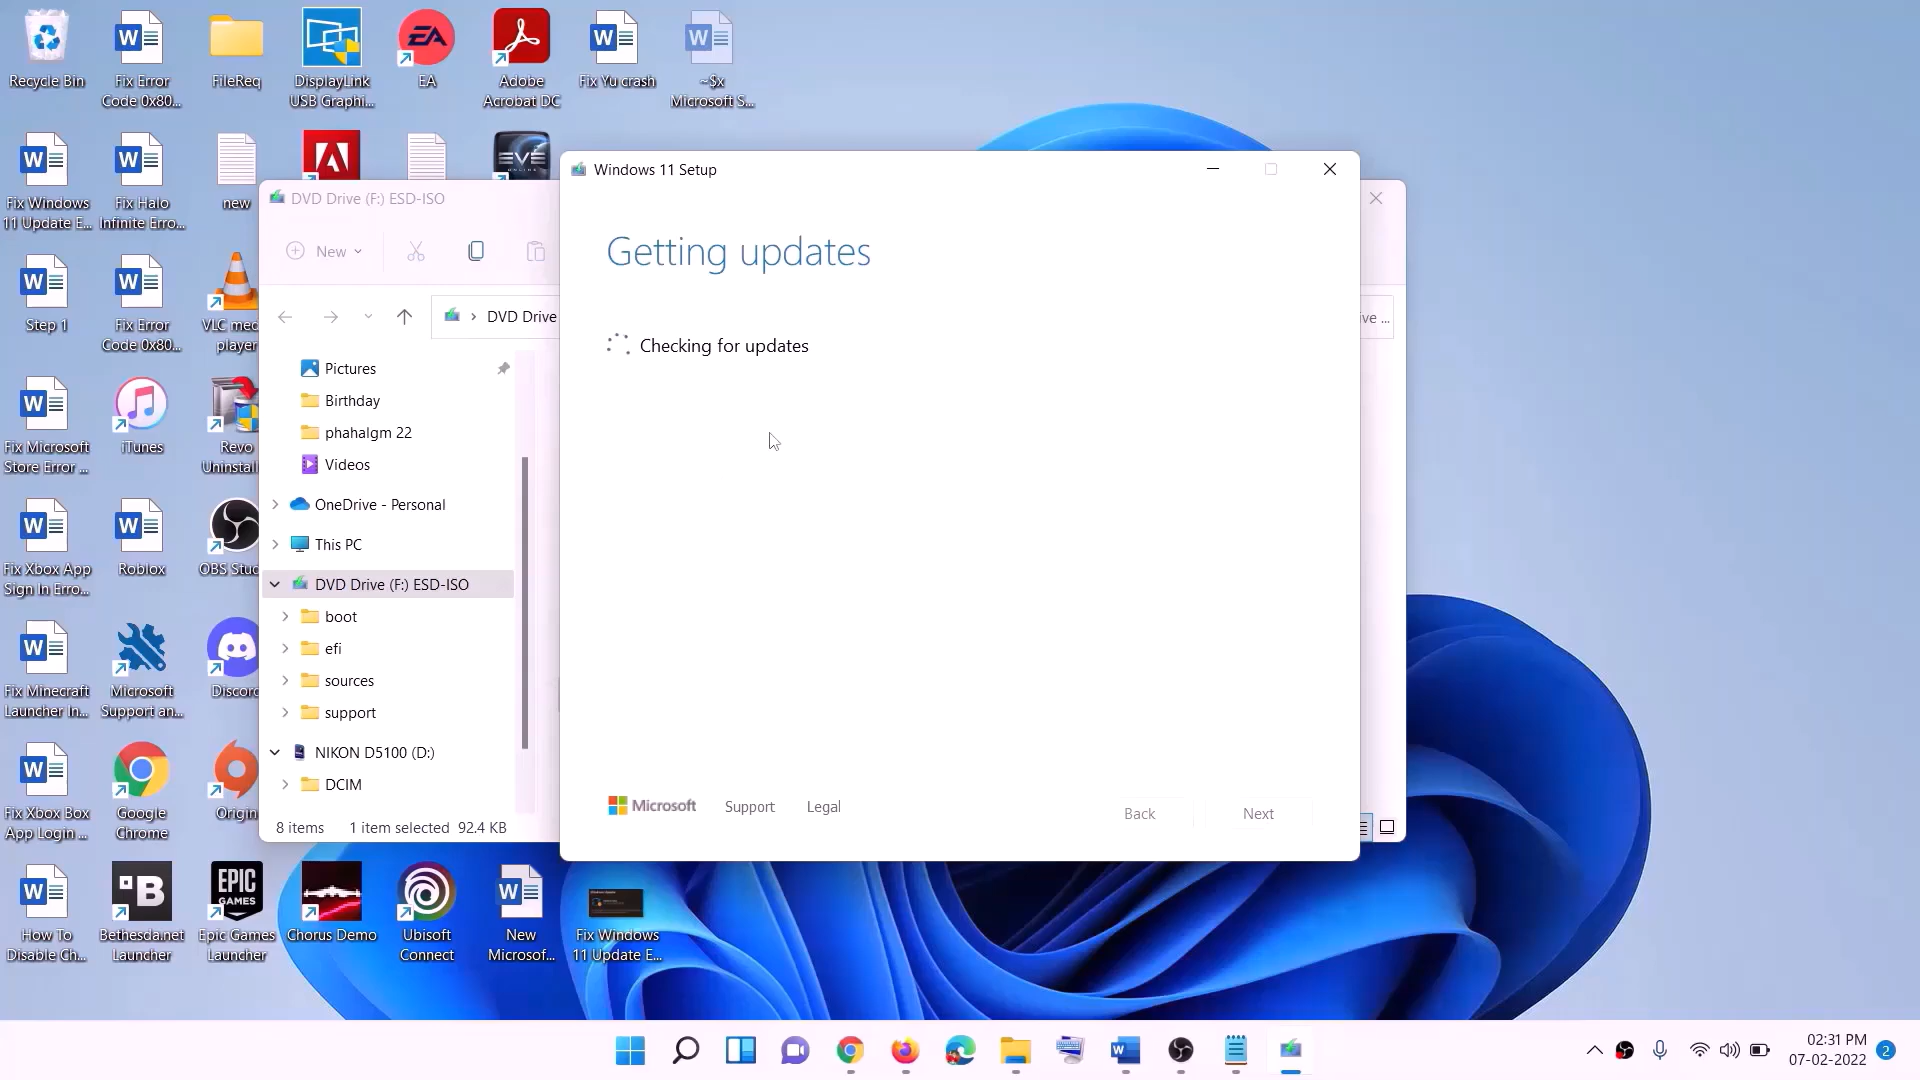 Recycle Bin
Fix Error
Code 0x80...
FileReq
DisplayLink
USB Graphi...
EA
Adobe
Acrobat DC
Fix Yu crash
~$x
Microsoft S...
Fix Windows
11 Update E...
Fix Halo
Infinite Erro...
new
EVE
ONLINE
Step 1
Fix Error
Code 0x80...
VLC med
player
Fix Microsoft
Store Error ...
iTunes
Revo
Uninstall
Fix Xbox App
Sign In Erro...
Roblox
OBS Stud
Fix Minecraft
Launcher In...
Microsoft
Support an...
Discord
Fix Xbox Box
App Login ...
Google
Chrome
Origin
How To
Disable Ch...
Bethesda.net
Launcher
EPIC
GAMES
Epic Games
Launcher
Chorus Demo
Ubisoft
Connect
New
Microsof...
Fix Windows
11 Update E...
DVD Drive (F:) ESD-ISO
New
DVD Drive
ive ...
Pictures
Birthday
phahalgm 22
Videos
OneDrive - Personal
This PC
DVD Drive (F:) ESD-ISO
boot
efi
sources
support
NIKON D5100 (D:)
DCIM
8 items 1 item selected 92.4 KB
Windows 11 Setup
Getting updates
Checking for updates
Microsoft Support Legal
Back Next
02:31 PM
07-02-2022
2